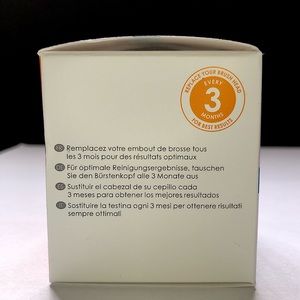 REPLACE YOUR BRUSH HEAD
EVERY
3
MONTHS
FOR BEST RESULTS
FR Remplacez votre embout de brosse tous
les 3 mois pour des résultats optimaux
DE Für optimale Reinigungsergebnisse, tauschen
Sie den Bürstenkopf alle 3 Monate aus
ES Sustituir el cabezal de su cepillo cada
3 meses para obtener los mejores resultados
Sostituire la testina ogni 3 mesi per ottenere risultati
sempre ottimali